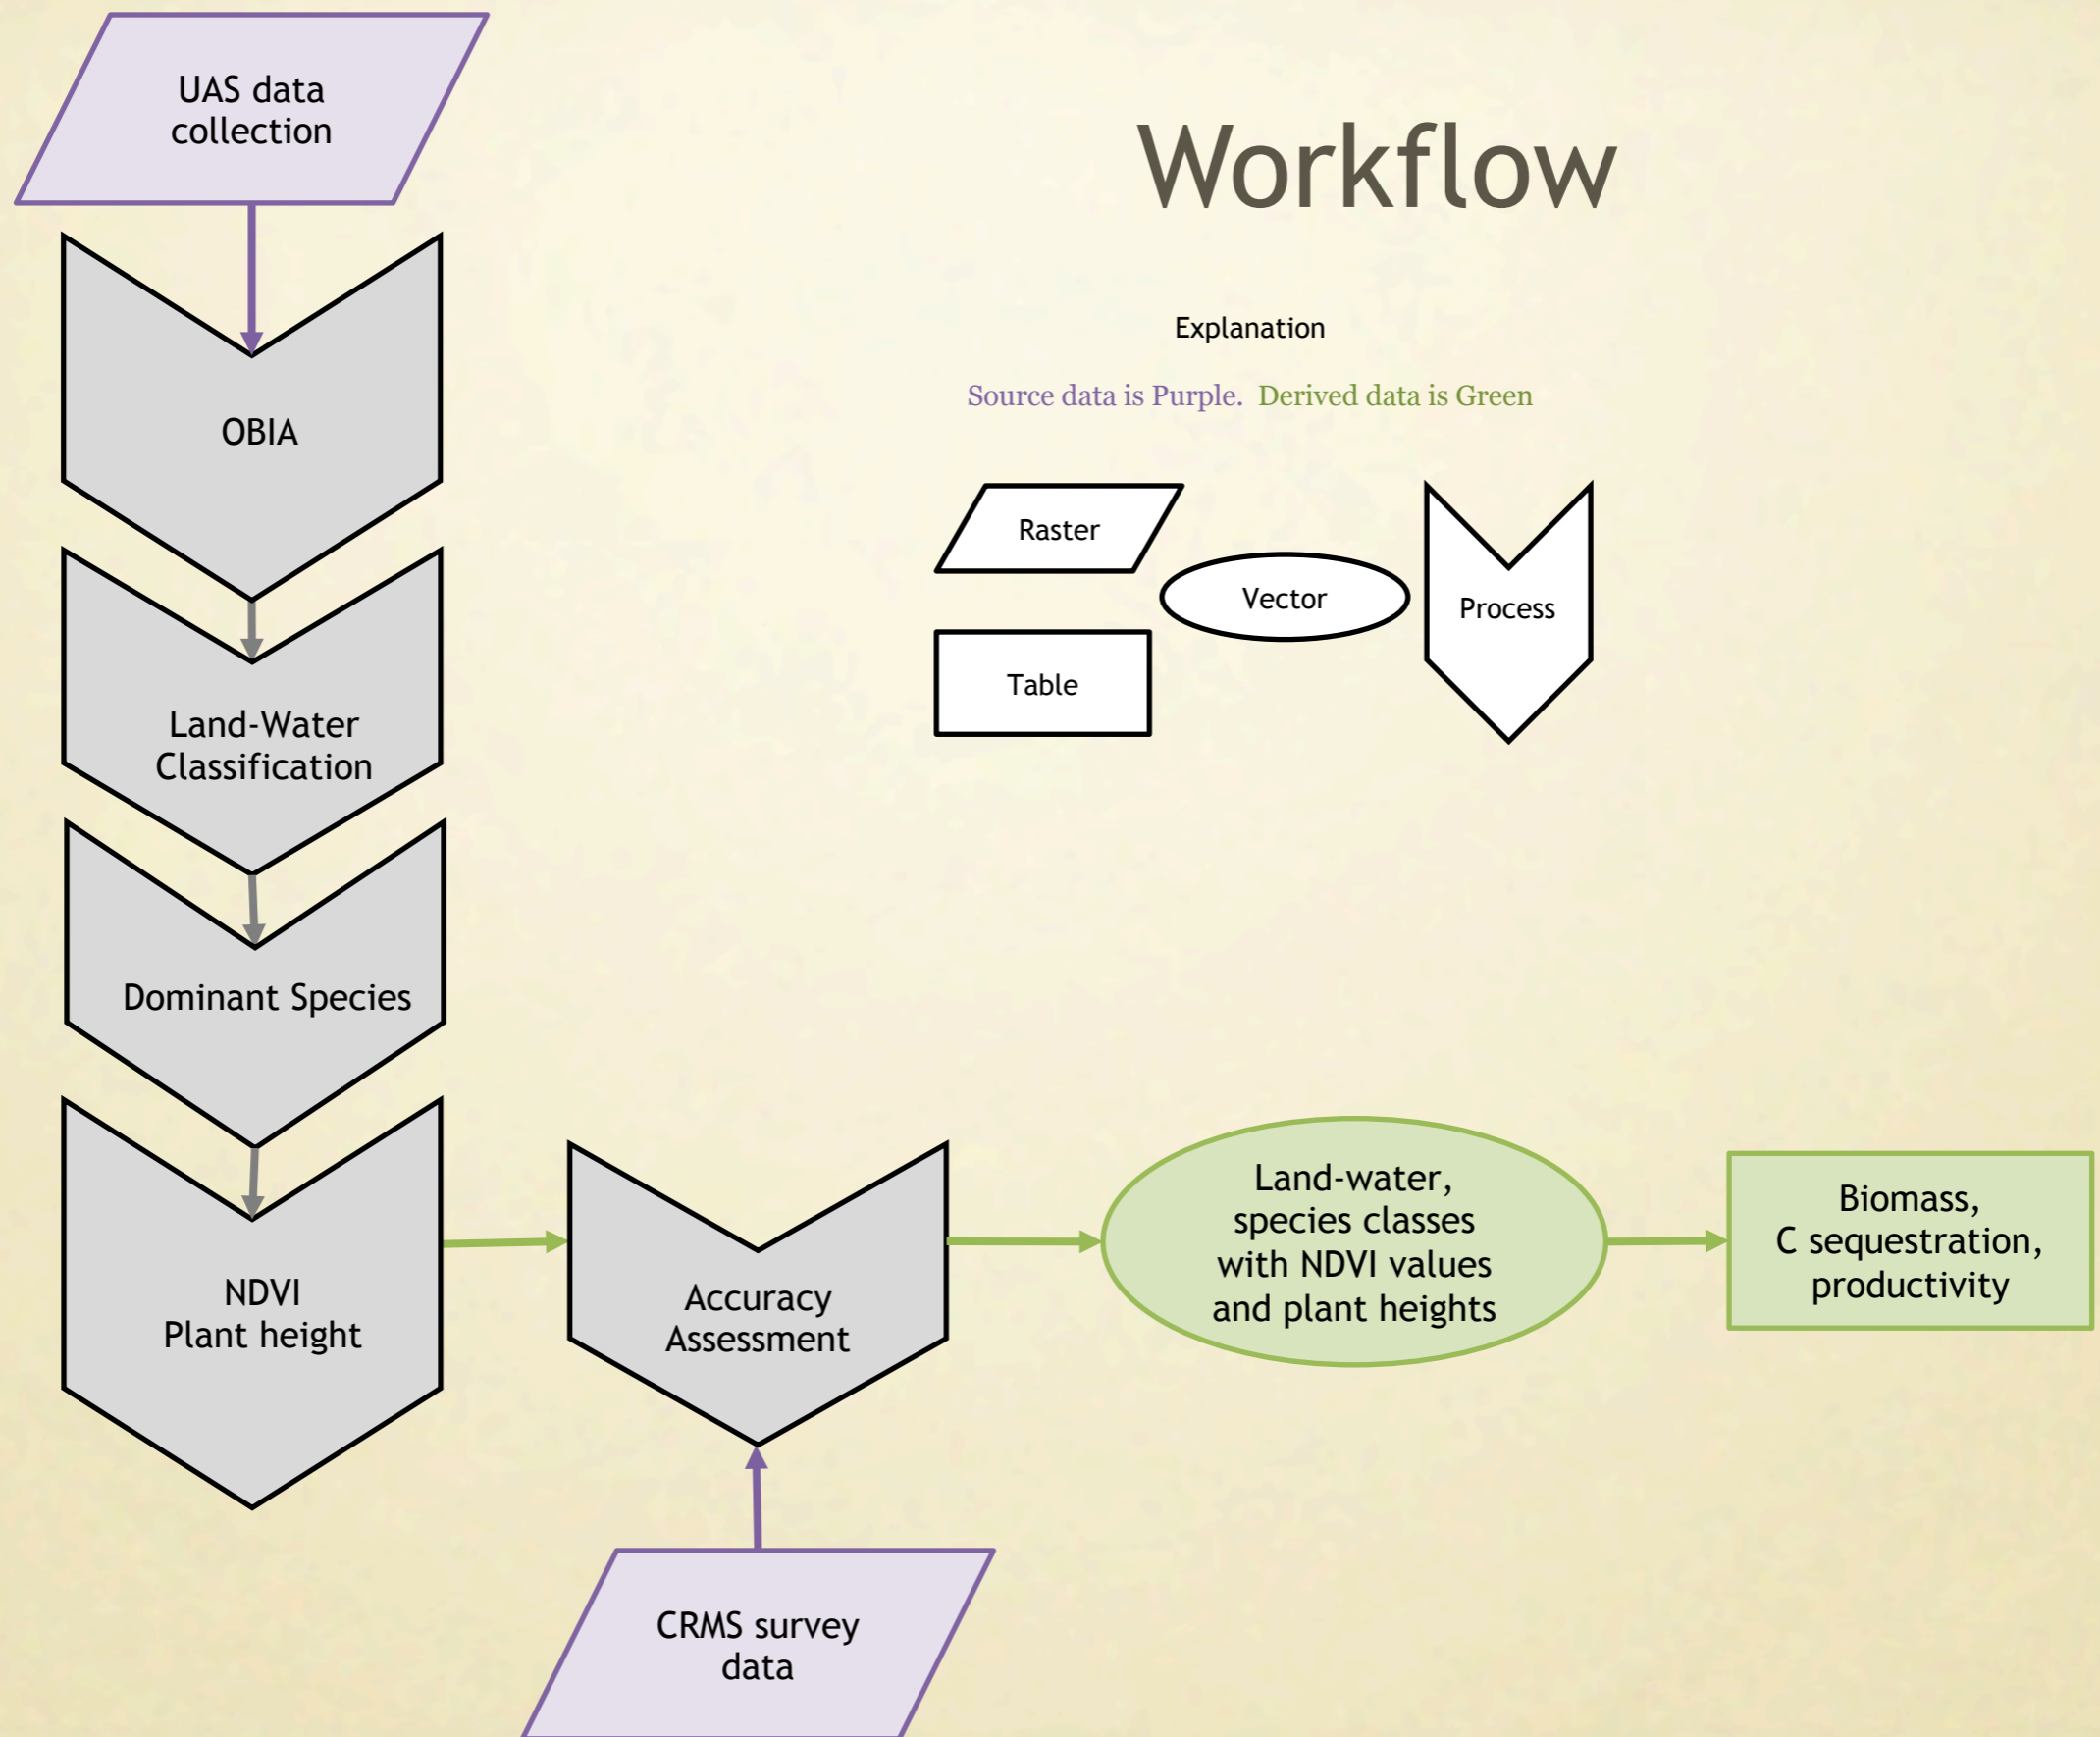 UAS data
collection
Workflow
Explanation
Source data is Purple. Derived data is Green
OBIA
Raster
Vector
Process
Table
Land-Water
Classification
Dominant Species
NDVI
Plant height
Accuracy
Assessment
Land-water,
species classes
with NDVI values
and plant heights
Biomass,
C sequestration,
productivity
CRMS survey
data